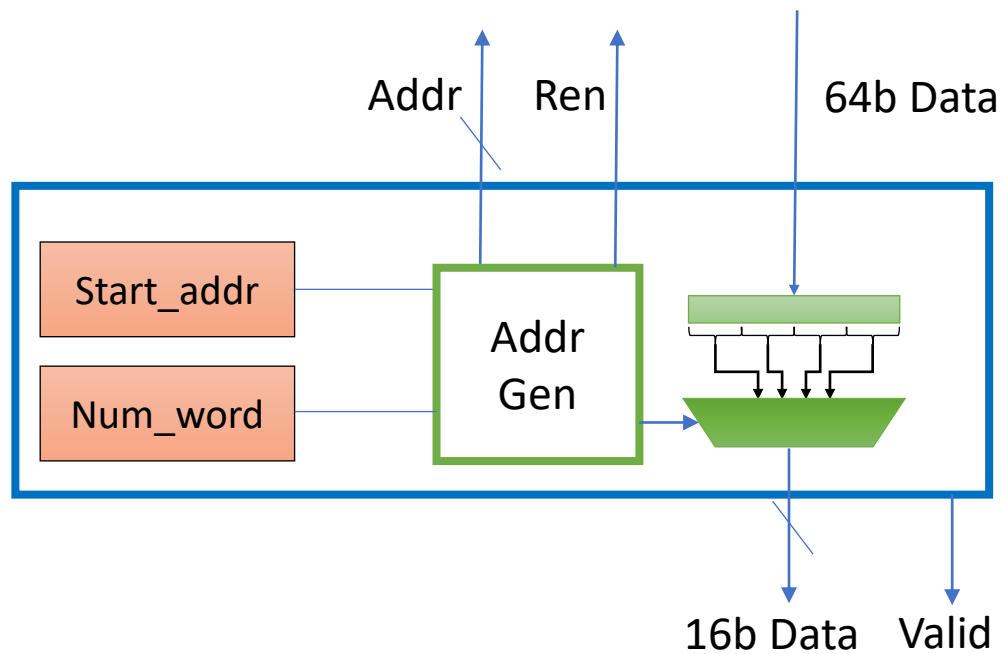 Addr
Ren
64b Data
Start_addr
Num_word
Addr
Gen
16b Data
Valid